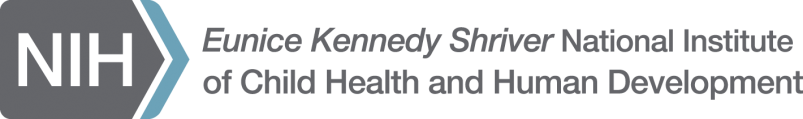 NIH
Eunice Kennedy Shriver National Institute
of Child Health and Human Development